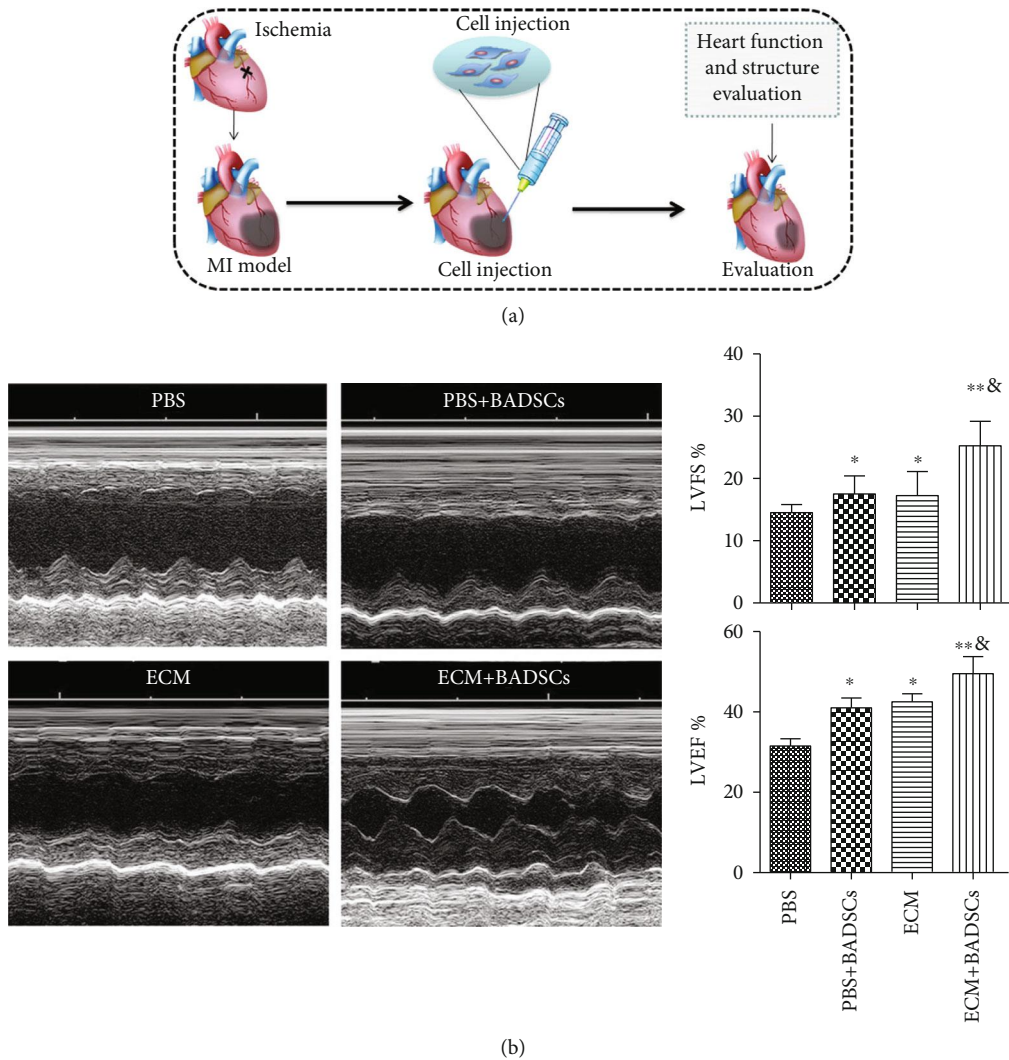 Ischemia
Cell injection
Heart function
and structure
evaluation
MI model
Cell injection
Evaluation
(a)
PBS
PBS+BADSCs
ECM
ECM+BADSCs
40
30
20
10
0
LVFS %
*
*
**&
60
40
20
0
LVEF %
*
*
**&
PBS
PBS+BADSCs
ECM
ECM+BADSCs
(b)